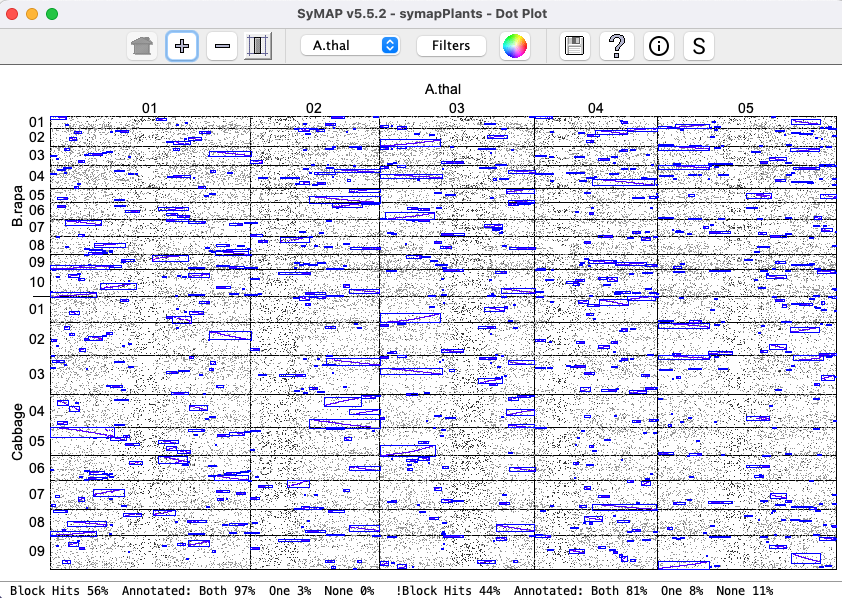 SyMAP v5.5.2 - symapPlants - Dot Plot
A.thal Filters ? i S
A.thal
01 02 03 04 05
B.rapa
01
02
03
04
05
06
07
08
09
10
Cabbage
01
02
03
04
05
06
07
08
09
Block Hits 56% Annotated: Both 97% One 3% None 0% !Block Hits 44% Annotated: Both 81% One 8% None 11%